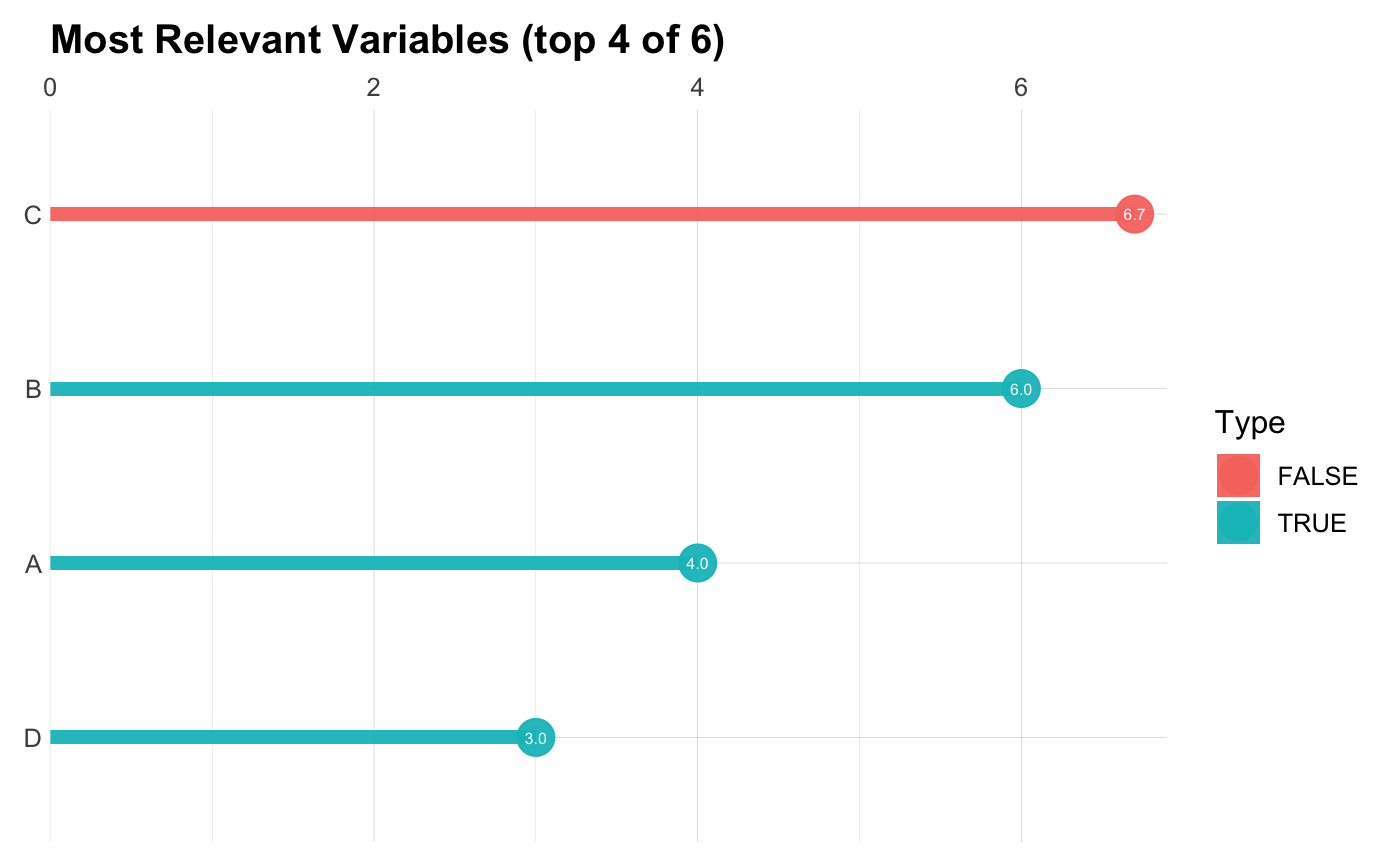 Most Relevant Variables (top 4 of 6)
0 2 4 6
C 6.7
B 6.0
A 4.0
D 3.0
Type
FALSE
TRUE